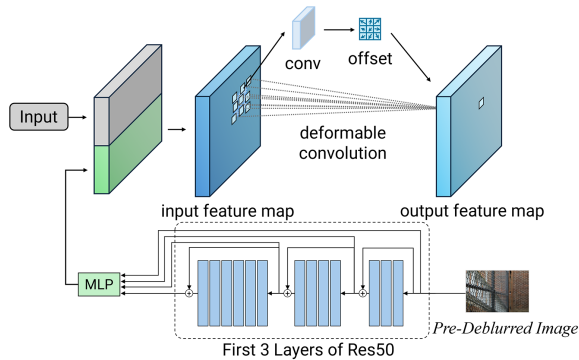 conv
offset
Input
deformable
convolution
input feature map
output feature map
MLP
Pre-Deblurred Image
First 3 Layers of Res50